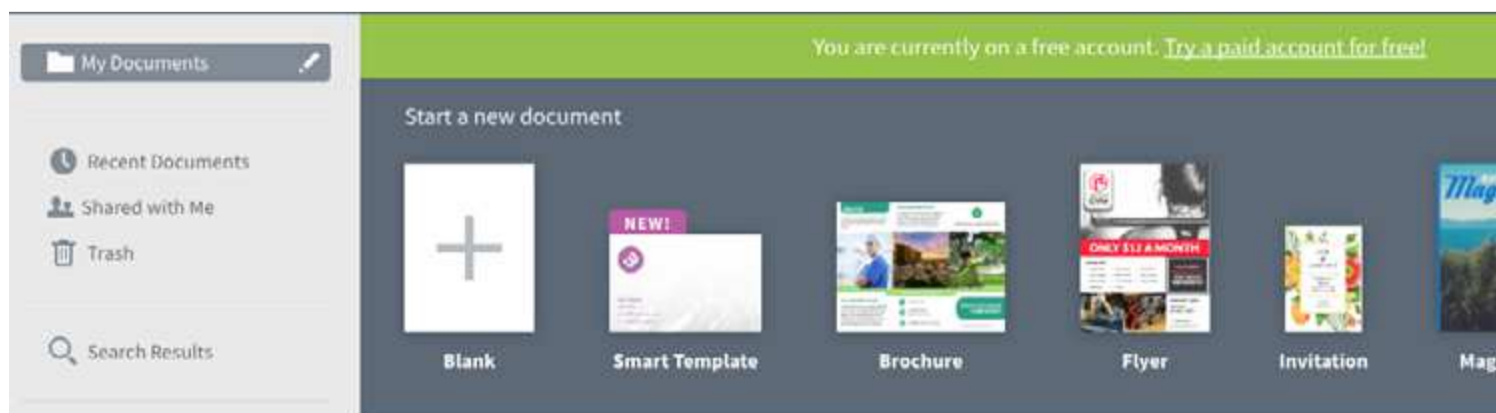 My Documents
Recent Documents
Shared with Me
Trash
Search Results
You are currently on a free account. Try a paid account for free!
Start a new document
NEW!
ONLY $12 A MONTH
Mag
Blank
Smart Template
Brochure
Flyer
Invitation
Mag